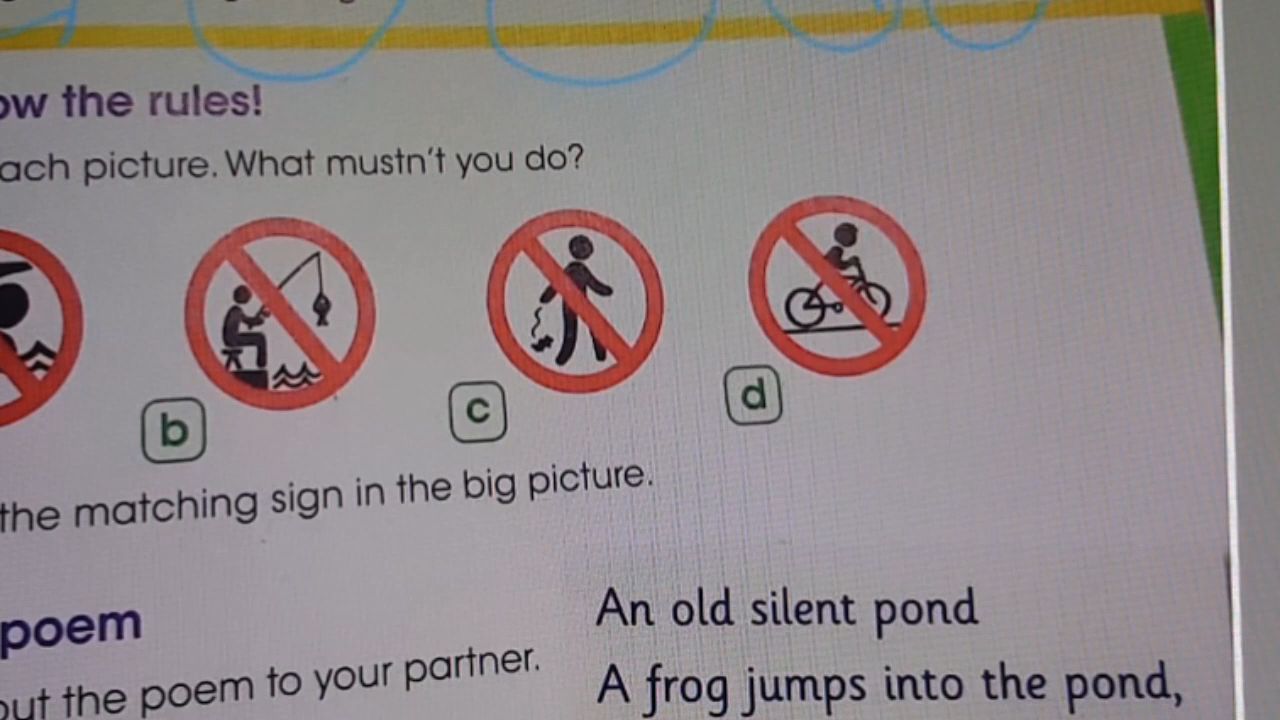 ow the rules!
ach picture. What mustn't you do?
b
c
d
the matching sign in the big picture.
poem
An old silent pond
out the poem to your partner.
A frog jumps into the pond,